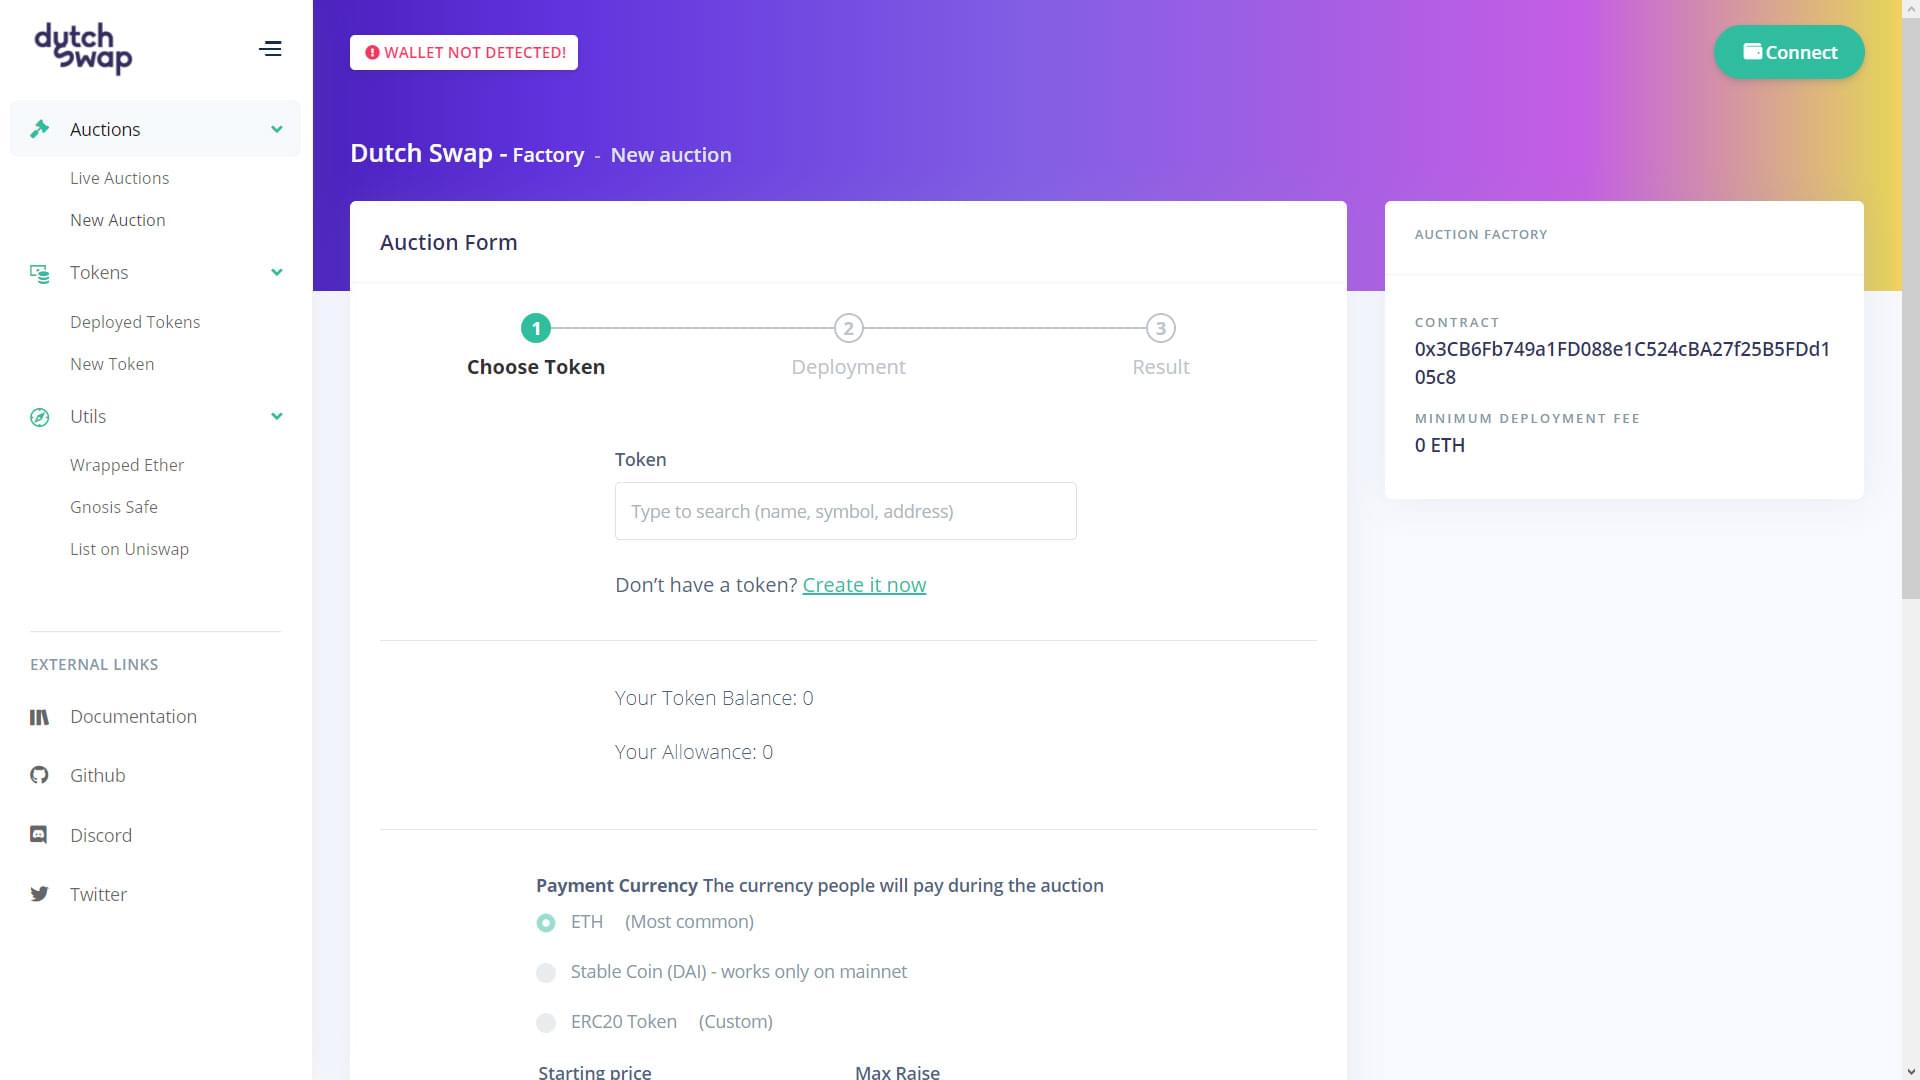 dutch
swap
Auctions
Live Auctions
New Auction
Tokens
Deployed Tokens
New Token
Utils
Wrapped Ether
Gnosis Safe
List on Uniswap
EXTERNAL LINKS
Documentation
Github
Discord
Twitter
WALLET NOT DETECTED!
Connect
Dutch Swap - Factory - New auction
Auction Form
1
2
3
Choose Token
Deployment
Result
Token
Type to search (name, symbol, address)
Don’t have a token? Create it now
Your Token Balance: 0
Your Allowance: 0
Payment Currency The currency people will pay during the auction
ETH (Most common)
Stable Coin (DAI) - works only on mainnet
ERC20 Token (Custom)
Starting price
Max Raise
AUCTION FACTORY
CONTRACT
0x3CB6Fb749a1FD088e1C524cBA27f25B5FDd1
05c8
MINIMUM DEPLOYMENT FEE
0 ETH